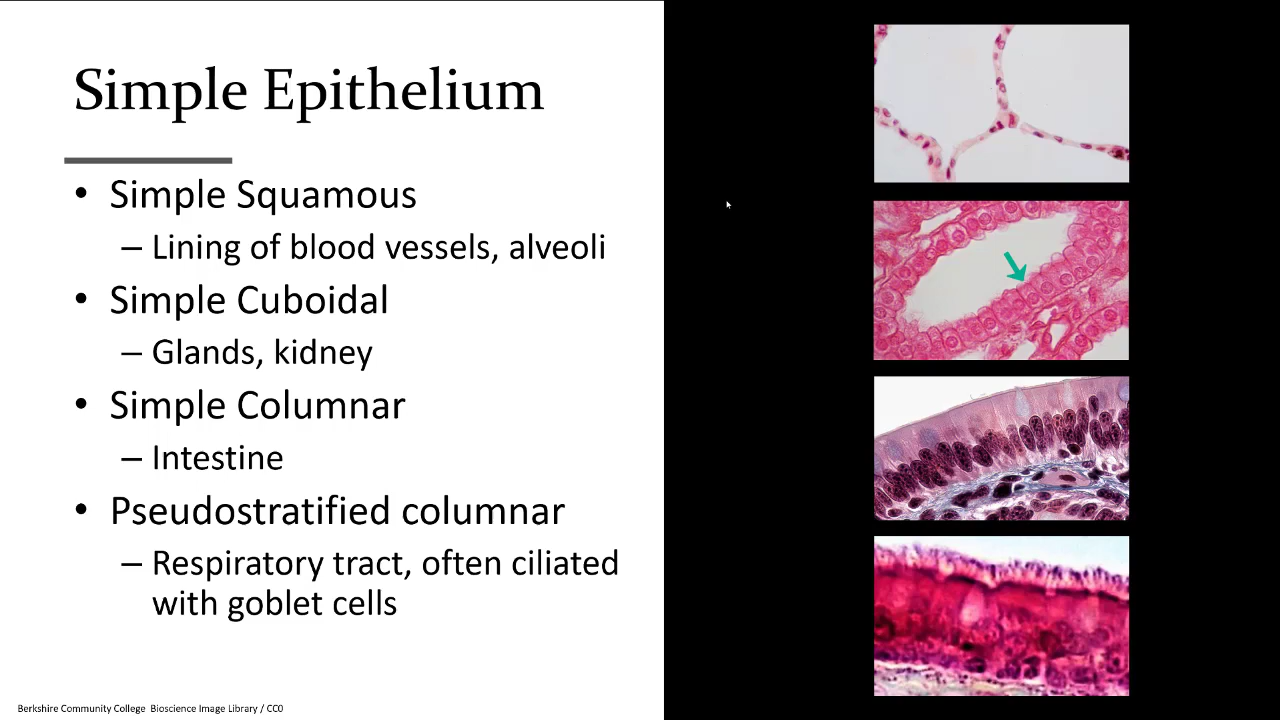 Simple Epithelium
• Simple Squamous
– Lining of blood vessels, alveoli
• Simple Cuboidal
– Glands, kidney
• Simple Columnar
– Intestine
• Pseudostratified columnar
– Respiratory tract, often ciliated
with goblet cells
Berkshire Community College Bioscience Image Library / CC0